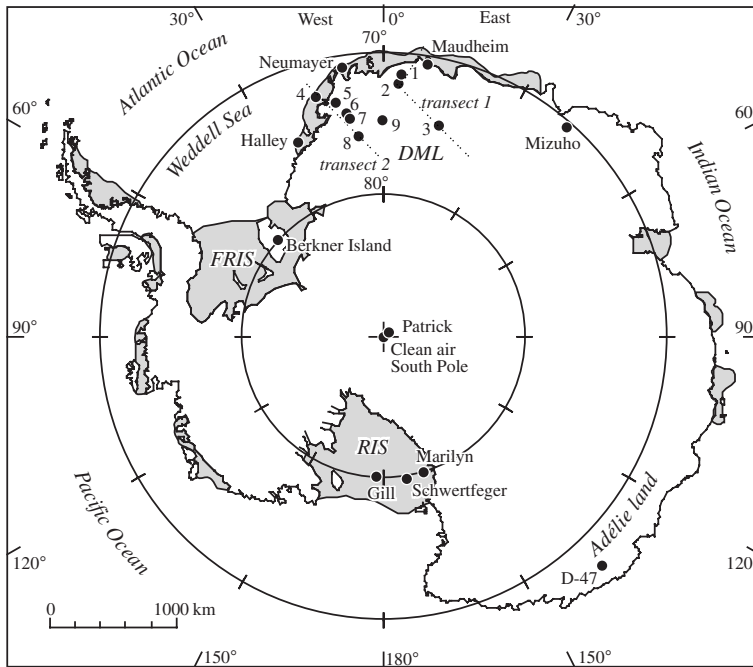 30° West 0° East 30°
70°
Maudheim
Neumayer
Atlantic Ocean
1
2
transect 1
4
5
6
7
9
3
60°
60°
Weddell Sea
Halley
8
DML
Mizuho
transect 2
80°
Indian Ocean
Berkner Island
FRIS
Patrick
90°
90°
Clean air
South Pole
RIS
Marilyn
Gill
Schwertfeger
Pacific Ocean
Adélie land
120°
D-47
120°
0 1000 km
150° 180° 150°